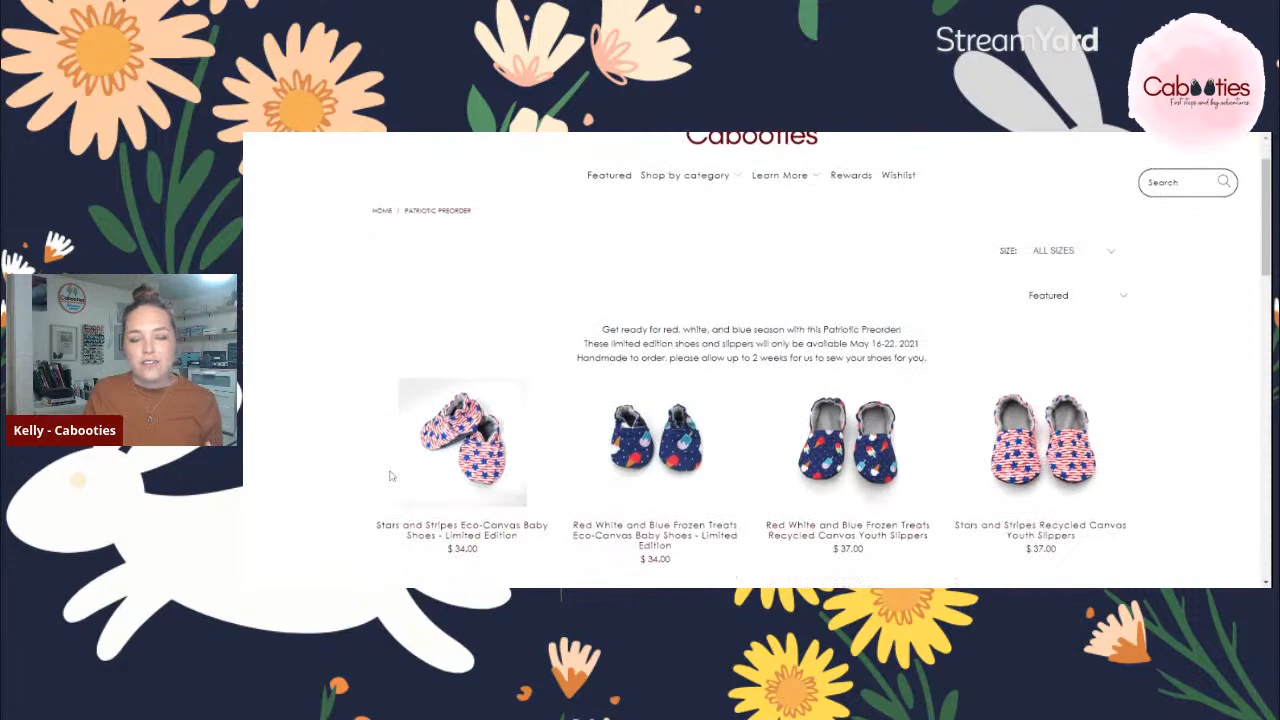 StreamYard
Cabooties
First steps and big adventures
Cabooties
Featured Shop by category Learn More Rewards Wishlist
Search
HOME / PATRIOTIC PREORDER
SIZE: ALL SIZES
Featured
Get ready for red, white, and blue season with this Patriotic Preorder!
These limited edition shoes and slippers will only be available May 16-22, 2021
Handmade to order, please allow up to 2 weeks for us to sew your shoes for you.
Cabooties
Kelly - Cabooties
Stars and Stripes Eco-Canvas Baby
Shoes - Limited Edition
$ 34.00
Red White and Blue Frozen Treats
Eco-Canvas Baby Shoes - Limited
Edition
$ 34.00
Red White and Blue Frozen Treats
Recycled Canvas Youth Slippers
$ 37.00
Stars and Stripes Recycled Canvas
Youth Slippers
$ 37.00